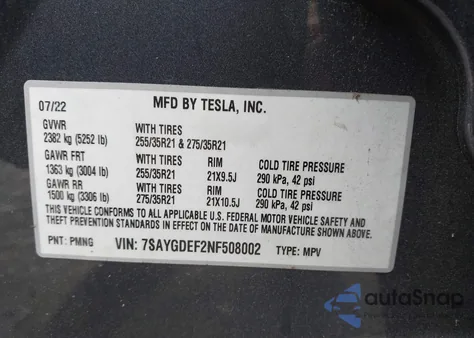 07/22 MFD BY TESLA, INC.
GVWR WITH TIRES
2382 kg (5252 lb) 255/35R21 & 275/35R21
GAWR FRT WITH TIRES RIM COLD TIRE PRESSURE
1363 kg (3004 lb) 255/35R21 21X9.5J 290 kPa, 42 psi
GAWR RR WITH TIRES RIM COLD TIRE PRESSURE
1500 kg (3306 lb) 275/35R21 21X10.5J 290 kPa, 42 psi
THIS VEHICLE CONFORMS TO ALL APPLICABLE U.S. FEDERAL MOTOR VEHICLE SAFETY AND
THEFT PREVENTION STANDARDS IN EFFECT ON THE DATE OF MANUFACTURE SHOWN ABOVE.
PNT: PMNG VIN: 7SAYGDEF2NF508002 TYPE: MPV
autoSnap